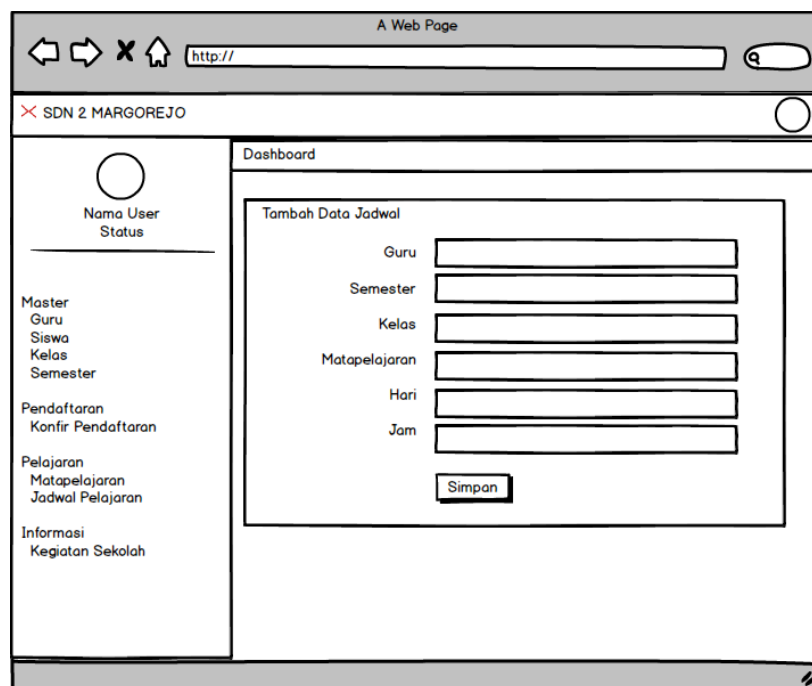 A Web Page
http://
SDN 2 MARGOREJO
Nama User
Status
Master
Guru
Siswa
Kelas
Semester
Pendaftaran
Konfir Pendaftaran
Pelajaran
Matapelajaran
Jadwal Pelajaran
Informasi
Kegiatan Sekolah
Dashboard
Tambah Data Jadwal
Guru
Semester
Kelas
Matapelajaran
Hari
Jam
Simpan